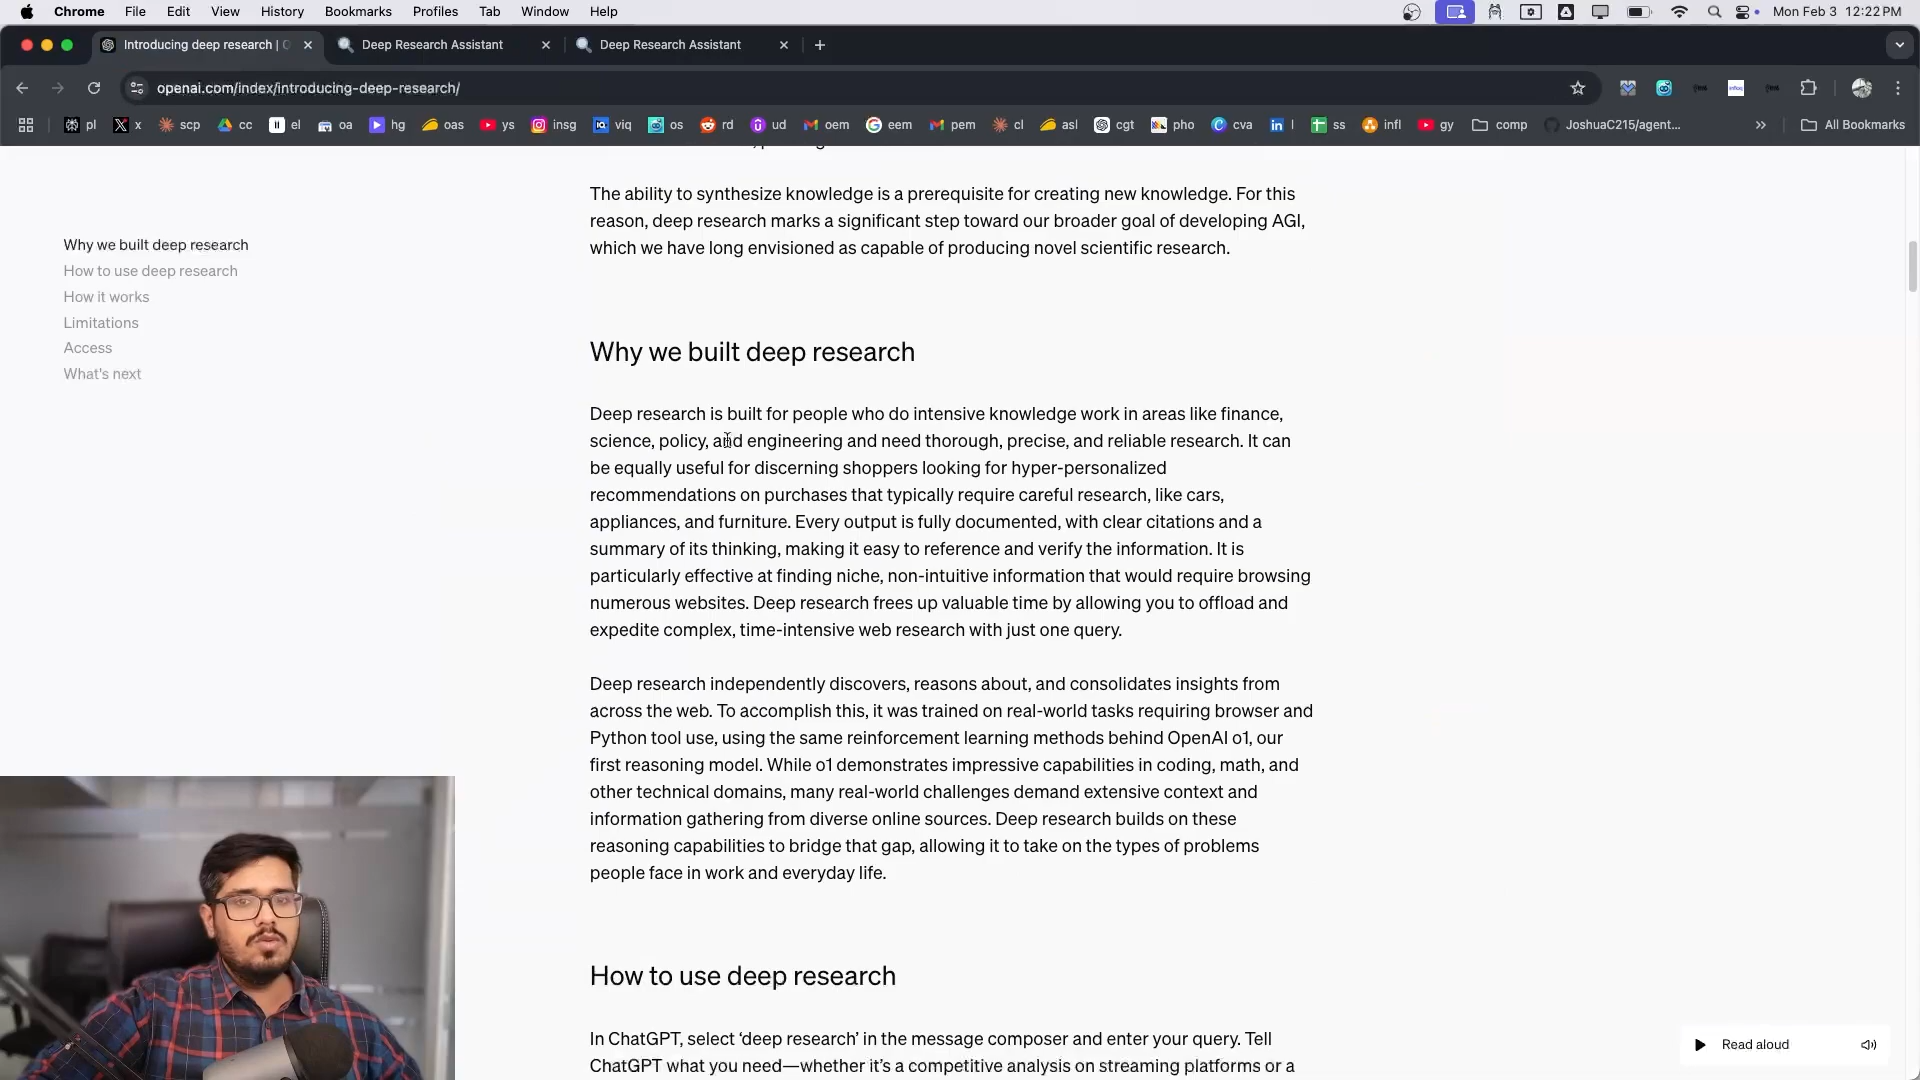 Chrome File Edit View History Bookmarks Profiles Tab Window Help Mon Feb 3 12:22 PM
Introducing deep research | Deep Research Assistant Deep Research Assistant
openai.com/index/introducing-deep-research/
pl x scp cc el oa hg oas ys insg viq os rd ud oem eem pem cl asl cgt pho cva l ss infl gy comp JoshuaC215/agent... All Bookmarks
The ability to synthesize knowledge is a prerequisite for creating new knowledge. For this
reason, deep research marks a significant step toward our broader goal of developing AGI,
which we have long envisioned as capable of producing novel scientific research.
Why we built deep research
How to use deep research
How it works
Limitations
Access
What's next
Why we built deep research
Deep research is built for people who do intensive knowledge work in areas like finance,
science, policy, and engineering and need thorough, precise, and reliable research. It can
be equally useful for discerning shoppers looking for hyper-personalized
recommendations on purchases that typically require careful research, like cars,
appliances, and furniture. Every output is fully documented, with clear citations and a
summary of its thinking, making it easy to reference and verify the information. It is
particularly effective at finding niche, non-intuitive information that would require browsing
numerous websites. Deep research frees up valuable time by allowing you to offload and
expedite complex, time-intensive web research with just one query.
Deep research independently discovers, reasons about, and consolidates insights from
across the web. To accomplish this, it was trained on real-world tasks requiring browser and
Python tool use, using the same reinforcement learning methods behind OpenAI o1, our
first reasoning model. While o1 demonstrates impressive capabilities in coding, math, and
other technical domains, many real-world challenges demand extensive context and
information gathering from diverse online sources. Deep research builds on these
reasoning capabilities to bridge that gap, allowing it to take on the types of problems
people face in work and everyday life.
How to use deep research
In ChatGPT, select ‘deep research’ in the message composer and enter your query. Tell
ChatGPT what you need—whether it’s a competitive analysis on streaming platforms or a
Read aloud